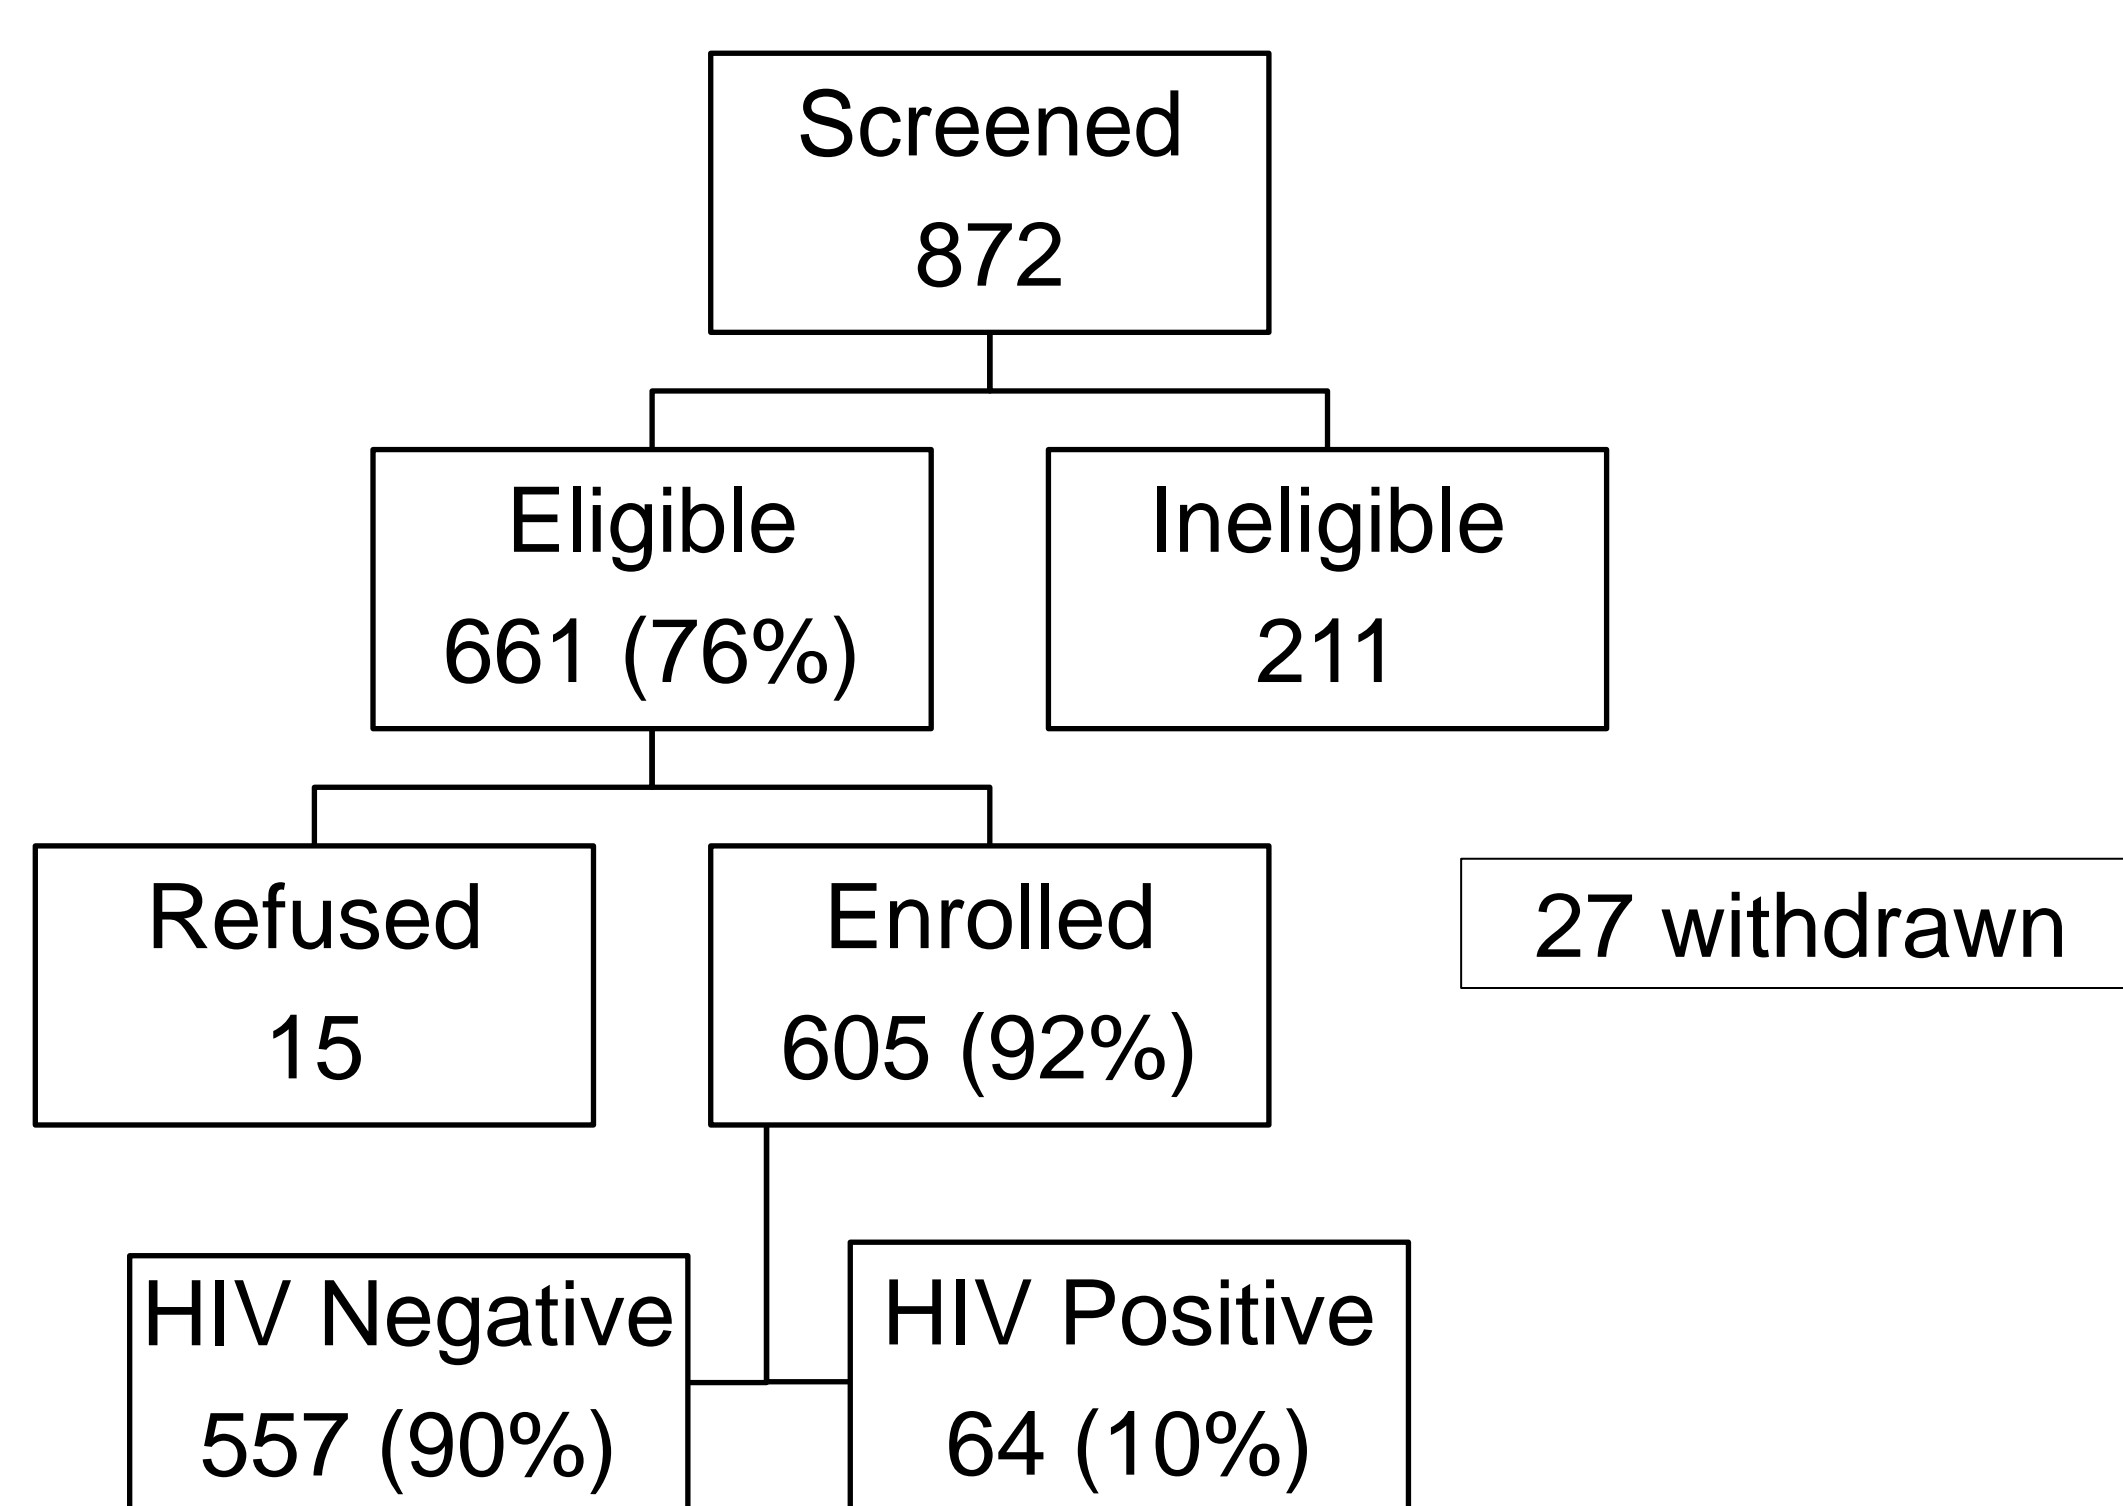 Screened
872
Eligible
661 (76%)
Ineligible
211
Refused
15
Enrolled
605 (92%)
27 withdrawn
HIV Negative
557 (90%)
HIV Positive
64 (10%)